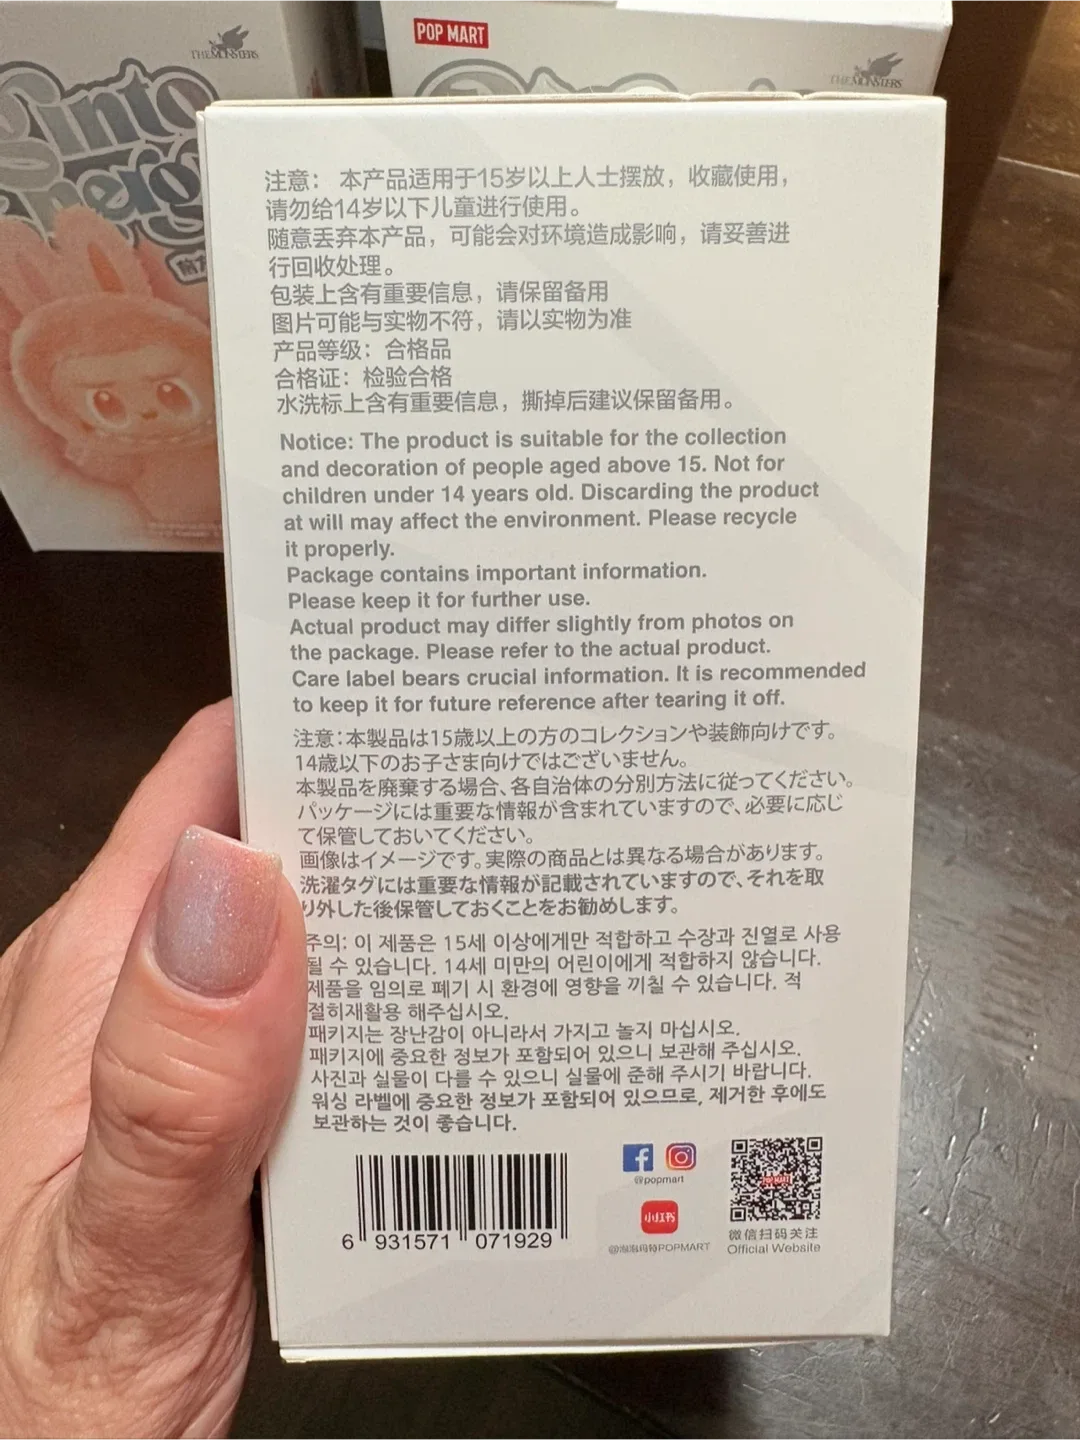 THE MONSTERS
into
Energy
前方
POP MART
THE MONSTERS
注意： 本产品适用于15岁以上人士摆放，收藏使用，
请勿给14岁以下儿童进行使用。
随意丢弃本产品，可能会对环境造成影响，请妥善进
行回收处理。
包装上含有重要信息，请保留备用
图片可能与实物不符，请以实物为准
产品等级：合格品
合格证：检验合格
水洗标上含有重要信息，撕掉后建议保留备用。
Notice: The product is suitable for the collection
and decoration of people aged above 15. Not for
children under 14 years old. Discarding the product
at will may affect the environment. Please recycle
it properly.
Package contains important information.
Please keep it for further use.
Actual product may differ slightly from photos on
the package. Please refer to the actual product.
Care label bears crucial information. It is recommended
to keep it for future reference after tearing it off.
注意：本製品は15歳以上の方のコレクションや装飾向けです。
14歳以下のお子さま向けではございません。
本製品を廃棄する場合、各自治体の分別方法に従ってください。
パッケージには重要な情報が含まれていますので、必要に応じ
て保管しておいてください。
画像はイメージです。実際の商品とは異なる場合があります。
洗濯タグには重要な情報が記載されていますので、それを取
り外した後保管しておくことをお勧めします。
주의: 이 제품은 15세 이상에게만 적합하고 수장과 진열로 사용
될 수 있습니다. 14세 미만의 어린이에게 적합하지 않습니다.
제품을 임의로 폐기 시 환경에 영향을 끼칠 수 있습니다. 적
절히재활용 해주십시오.
패키지는 장난감이 아니라서 가지고 놀지 마십시오.
패키지에 중요한 정보가 포함되어 있으니 보관해 주십시오.
사진과 실물이 다를 수 있으니 실물에 준해 주시기 바랍니다.
워싱 라벨에 중요한 정보가 포함되어 있으므로, 제거한 후에도
보관하는 것이 좋습니다.
6 931571 071929
@popmart
小红书
@泡泡玛特POPMART
POP MART
微信扫码关注
Official Website